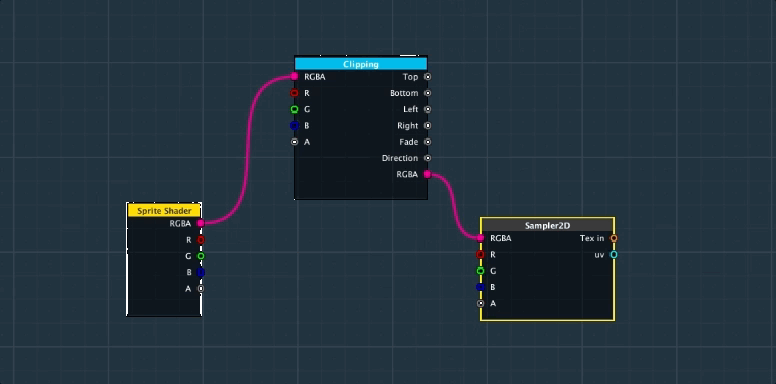 Clipping
RGBA Top
R Bottom
G Left
B Right
A Fade
Direction
RGBA
Sprite Shader
RGBA
R
G
B
A
Sampler2D
RGBA Tex in
R uv
G
B
A